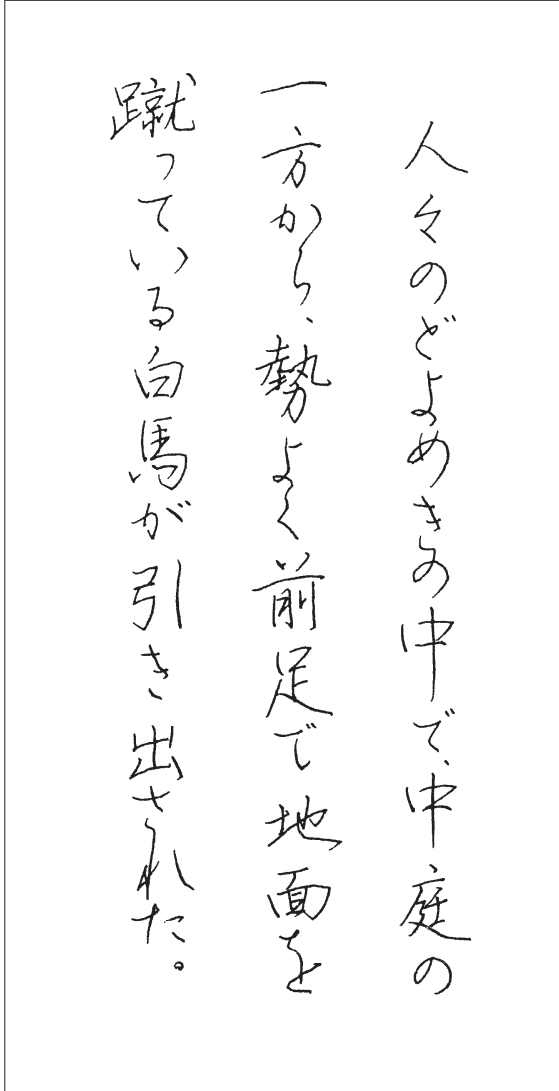 人々のどよめきの中で、中庭の
一方から、勢よく前足で地面を
蹴っている白馬が引き出された。